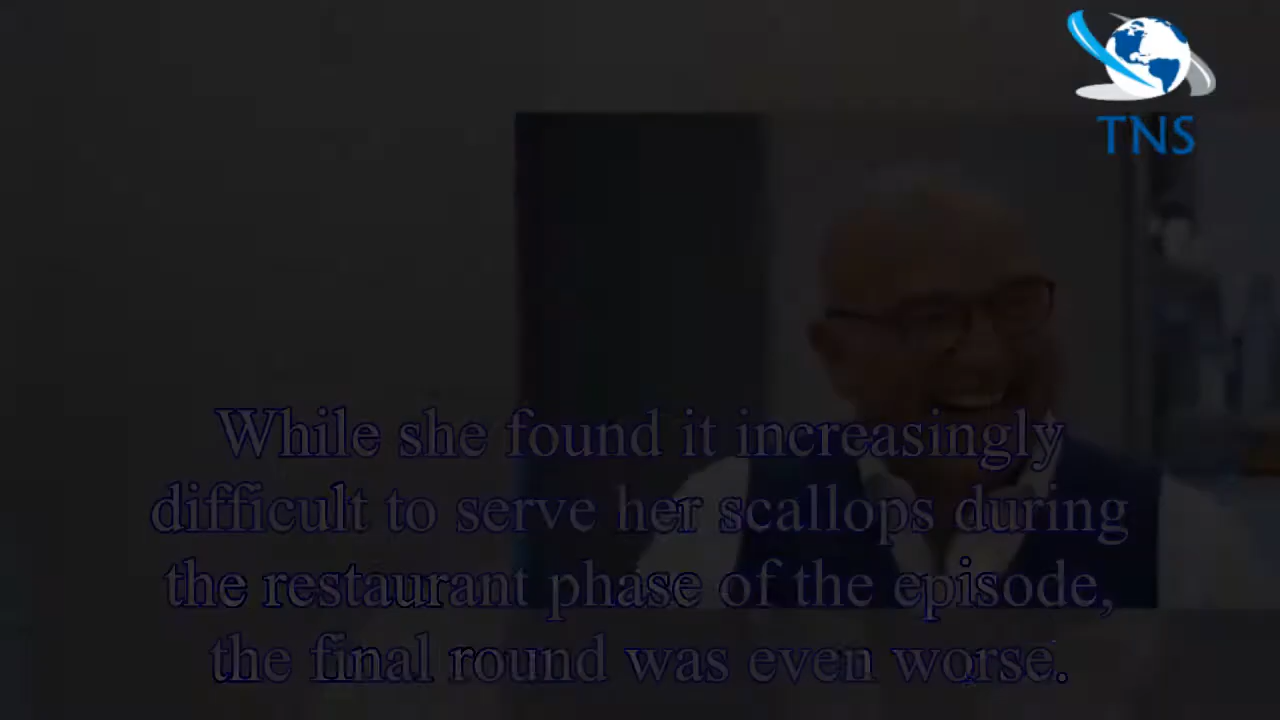 TNS
While she found it increasingly
difficult to serve her scallops during
the restaurant phase of the episode,
the final round was even worse.